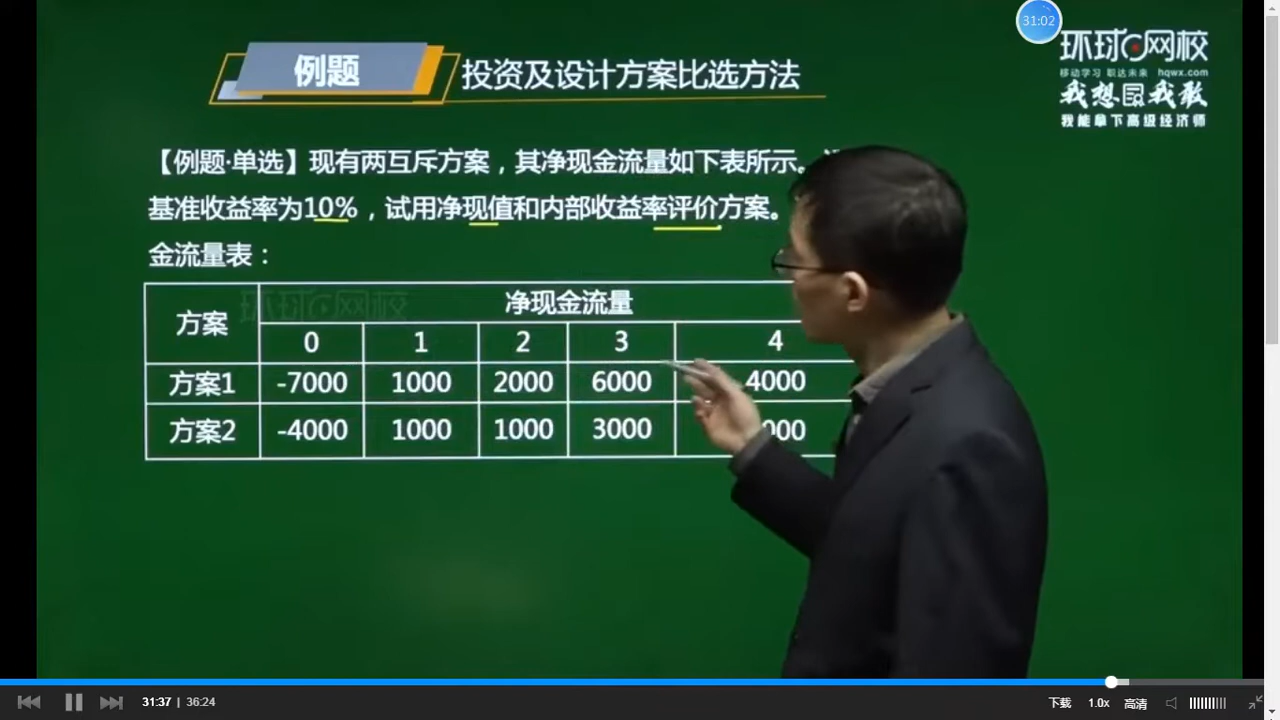 31:02
环球网校
移动学习 职达未来 hqwx.com
我想 我敢
我能拿下高级经济师
例题 投资及设计方案比选方法
【例题·单选】现有两互斥方案，其净现金流量如下表所示。
基准收益率为10%，试用净现值和内部收益率评价方案。
金流量表：
方案 净现金流量
0 1 2 3 4
方案1 -7000 1000 2000 6000 4000
方案2 -4000 1000 1000 3000
环球网校
31:37 | 36:24 下载 1.0x 高清